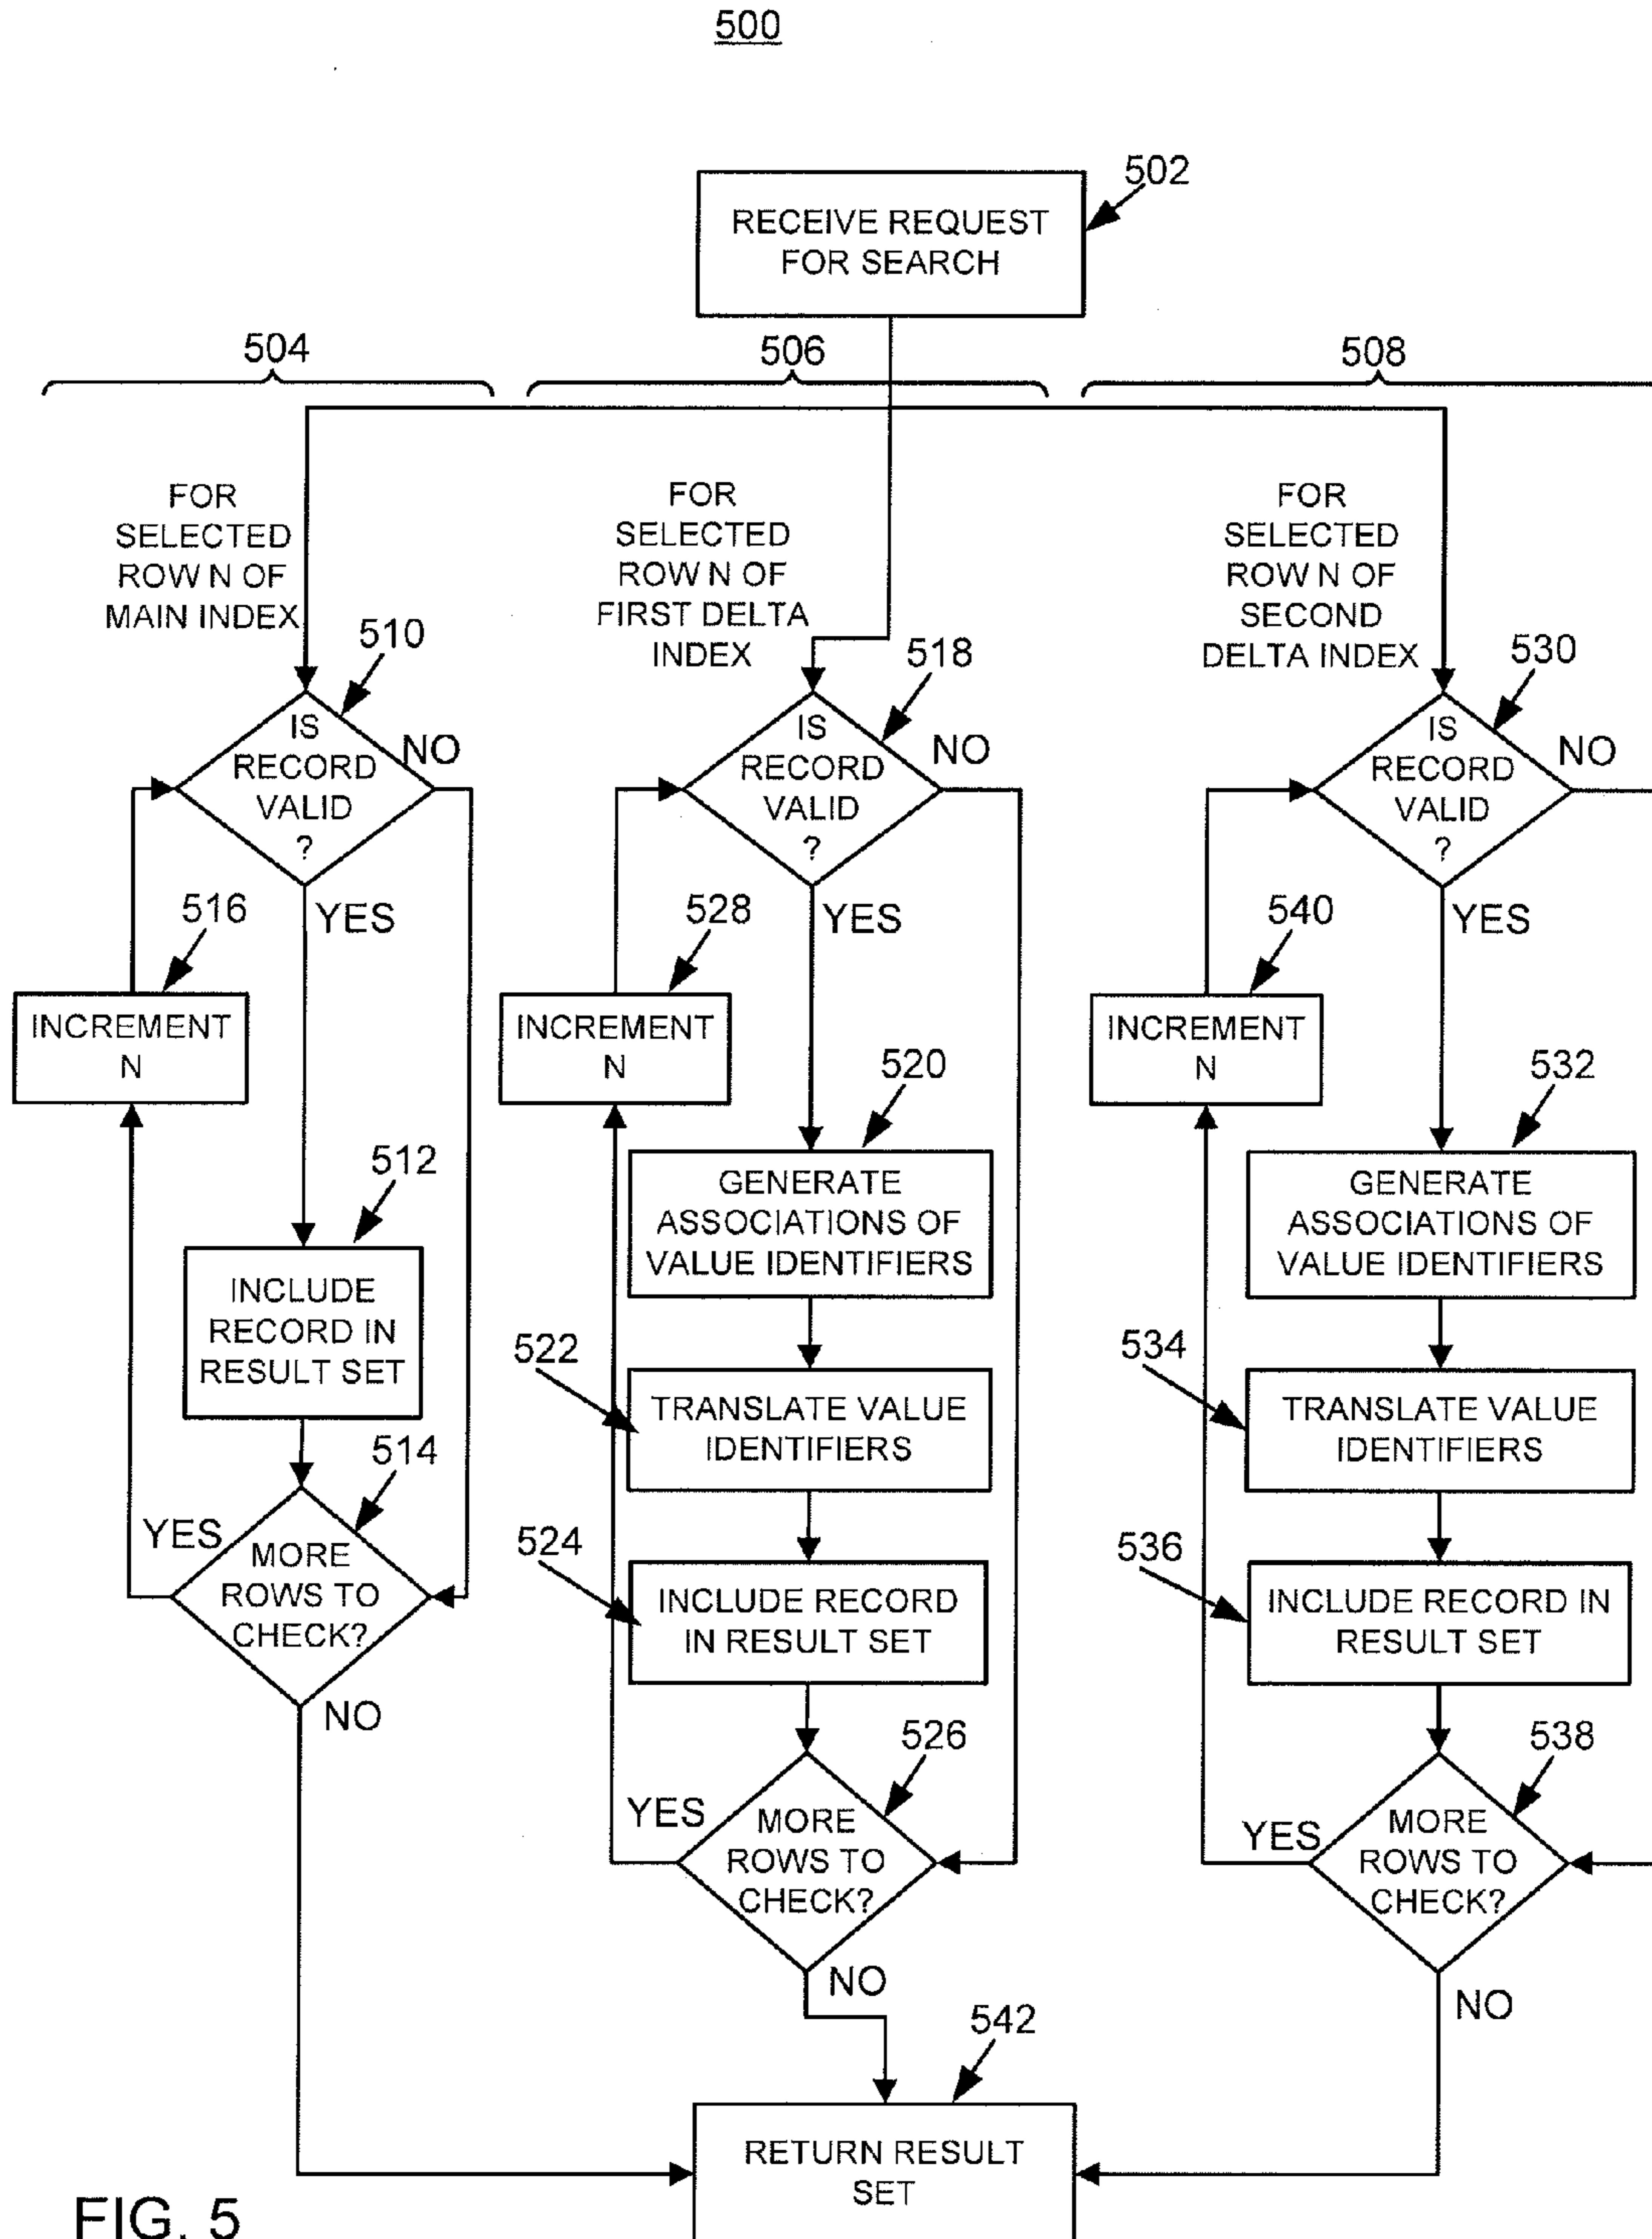 500
502
RECEIVE REQUEST
FOR SEARCH
504
506
508
FOR
SELECTED
ROW N OF
MAIN INDEX
FOR
SELECTED
ROW N OF
FIRST DELTA
INDEX
FOR
SELECTED
ROW N OF
SECOND
DELTA INDEX
510
IS
RECORD
VALID
?
NO
YES
516
INCREMENT
N
512
INCLUDE
RECORD IN
RESULT SET
514
MORE
ROWS TO
CHECK?
YES
NO
518
IS
RECORD
VALID
?
NO
YES
528
INCREMENT
N
520
GENERATE
ASSOCIATIONS OF
VALUE IDENTIFIERS
522
TRANSLATE VALUE
IDENTIFIERS
524
INCLUDE RECORD
IN RESULT SET
526
MORE
ROWS TO
CHECK?
YES
NO
530
IS
RECORD
VALID
?
NO
YES
540
INCREMENT
N
532
GENERATE
ASSOCIATIONS OF
VALUE IDENTIFIERS
534
TRANSLATE VALUE
IDENTIFIERS
536
INCLUDE RECORD IN
RESULT SET
538
MORE
ROWS TO
CHECK?
YES
NO
542
RETURN RESULT
SET
FIG. 5